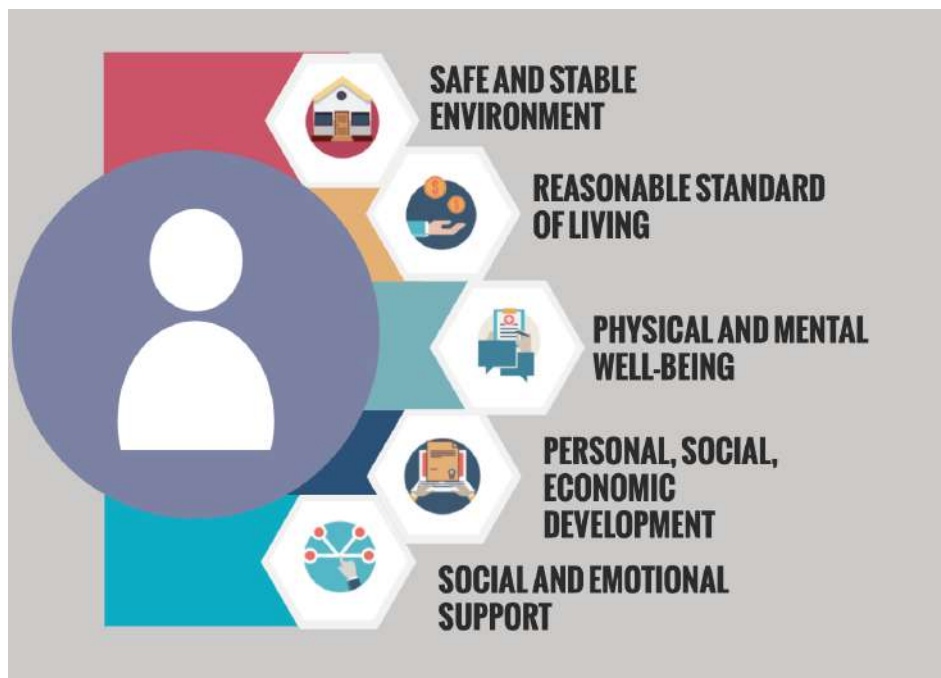 SAFE AND STABLE
ENVIRONMENT
REASONABLE STANDARD
OF LIVING
PHYSICAL AND MENTAL
WELL-BEING
PERSONAL, SOCIAL,
ECONOMIC
DEVELOPMENT
SOCIAL AND EMOTIONAL
SUPPORT